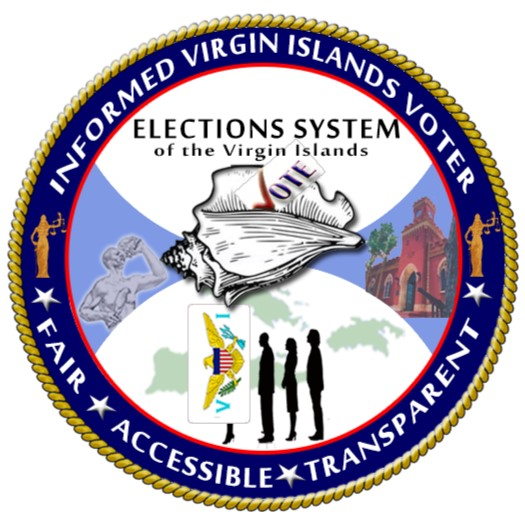 INFORMED VIRGIN ISLANDS VOTER
ELECTIONS SYSTEM
of the Virgin Islands
VOTE
V I
FAIR ★ ACCESSIBLE ★ TRANSPARENT